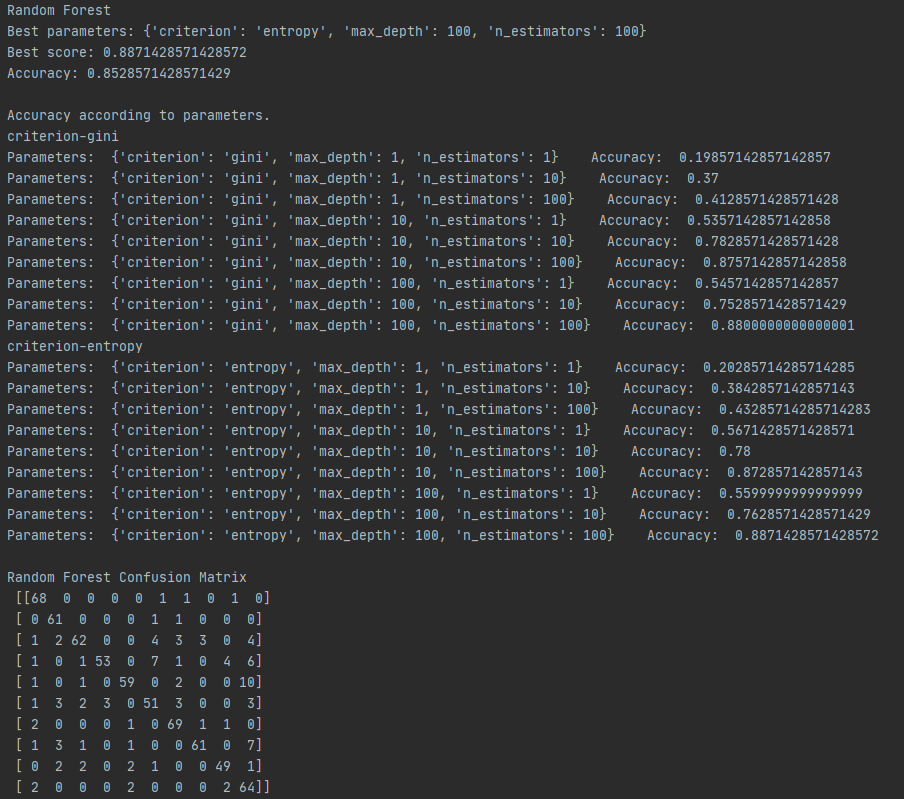 Random Forest
Best parameters: {'criterion': 'entropy', 'max_depth': 100, 'n_estimators': 100}
Best score: 0.8871428571428572
Accuracy: 0.8528571428571429

Accuracy according to parameters.
criterion-gini
Parameters:  {'criterion': 'gini', 'max_depth': 1, 'n_estimators': 1}    Accuracy:  0.19857142857142857
Parameters:  {'criterion': 'gini', 'max_depth': 1, 'n_estimators': 10}    Accuracy:  0.37
Parameters:  {'criterion': 'gini', 'max_depth': 1, 'n_estimators': 100}    Accuracy:  0.4128571428571428
Parameters:  {'criterion': 'gini', 'max_depth': 10, 'n_estimators': 1}    Accuracy:  0.5357142857142858
Parameters:  {'criterion': 'gini', 'max_depth': 10, 'n_estimators': 10}    Accuracy:  0.7828571428571428
Parameters:  {'criterion': 'gini', 'max_depth': 10, 'n_estimators': 100}    Accuracy:  0.8757142857142858
Parameters:  {'criterion': 'gini', 'max_depth': 100, 'n_estimators': 1}    Accuracy:  0.5457142857142857
Parameters:  {'criterion': 'gini', 'max_depth': 100, 'n_estimators': 10}    Accuracy:  0.7528571428571429
Parameters:  {'criterion': 'gini', 'max_depth': 100, 'n_estimators': 100}    Accuracy:  0.8800000000000001
criterion-entropy
Parameters:  {'criterion': 'entropy', 'max_depth': 1, 'n_estimators': 1}    Accuracy:  0.20285714285714285
Parameters:  {'criterion': 'entropy', 'max_depth': 1, 'n_estimators': 10}    Accuracy:  0.3842857142857143
Parameters:  {'criterion': 'entropy', 'max_depth': 1, 'n_estimators': 100}    Accuracy:  0.43285714285714283
Parameters:  {'criterion': 'entropy', 'max_depth': 10, 'n_estimators': 1}    Accuracy:  0.5671428571428571
Parameters:  {'criterion': 'entropy', 'max_depth': 10, 'n_estimators': 10}    Accuracy:  0.78
Parameters:  {'criterion': 'entropy', 'max_depth': 10, 'n_estimators': 100}    Accuracy:  0.872857142857143
Parameters:  {'criterion': 'entropy', 'max_depth': 100, 'n_estimators': 1}    Accuracy:  0.5599999999999999
Parameters:  {'criterion': 'entropy', 'max_depth': 100, 'n_estimators': 10}    Accuracy:  0.7628571428571429
Parameters:  {'criterion': 'entropy', 'max_depth': 100, 'n_estimators': 100}    Accuracy:  0.8871428571428572

Random Forest Confusion Matrix
 [[68  0  0  0  0  1  1  0  1  0]
 [ 0 61  0  0  0  1  1  0  0  0]
 [ 1  2 62  0  0  4  3  3  0  4]
 [ 1  0  1 53  0  7  1  0  4  6]
 [ 1  0  1  0 59  0  2  0  0 10]
 [ 1  3  2  3  0 51  3  0  0  3]
 [ 2  0  0  0  1  0 69  1  1  0]
 [ 1  3  1  0  1  0  0 61  0  7]
 [ 0  2  2  0  2  1  0  0 49  1]
 [ 2  0  0  0  2  0  0  0  2 64]]